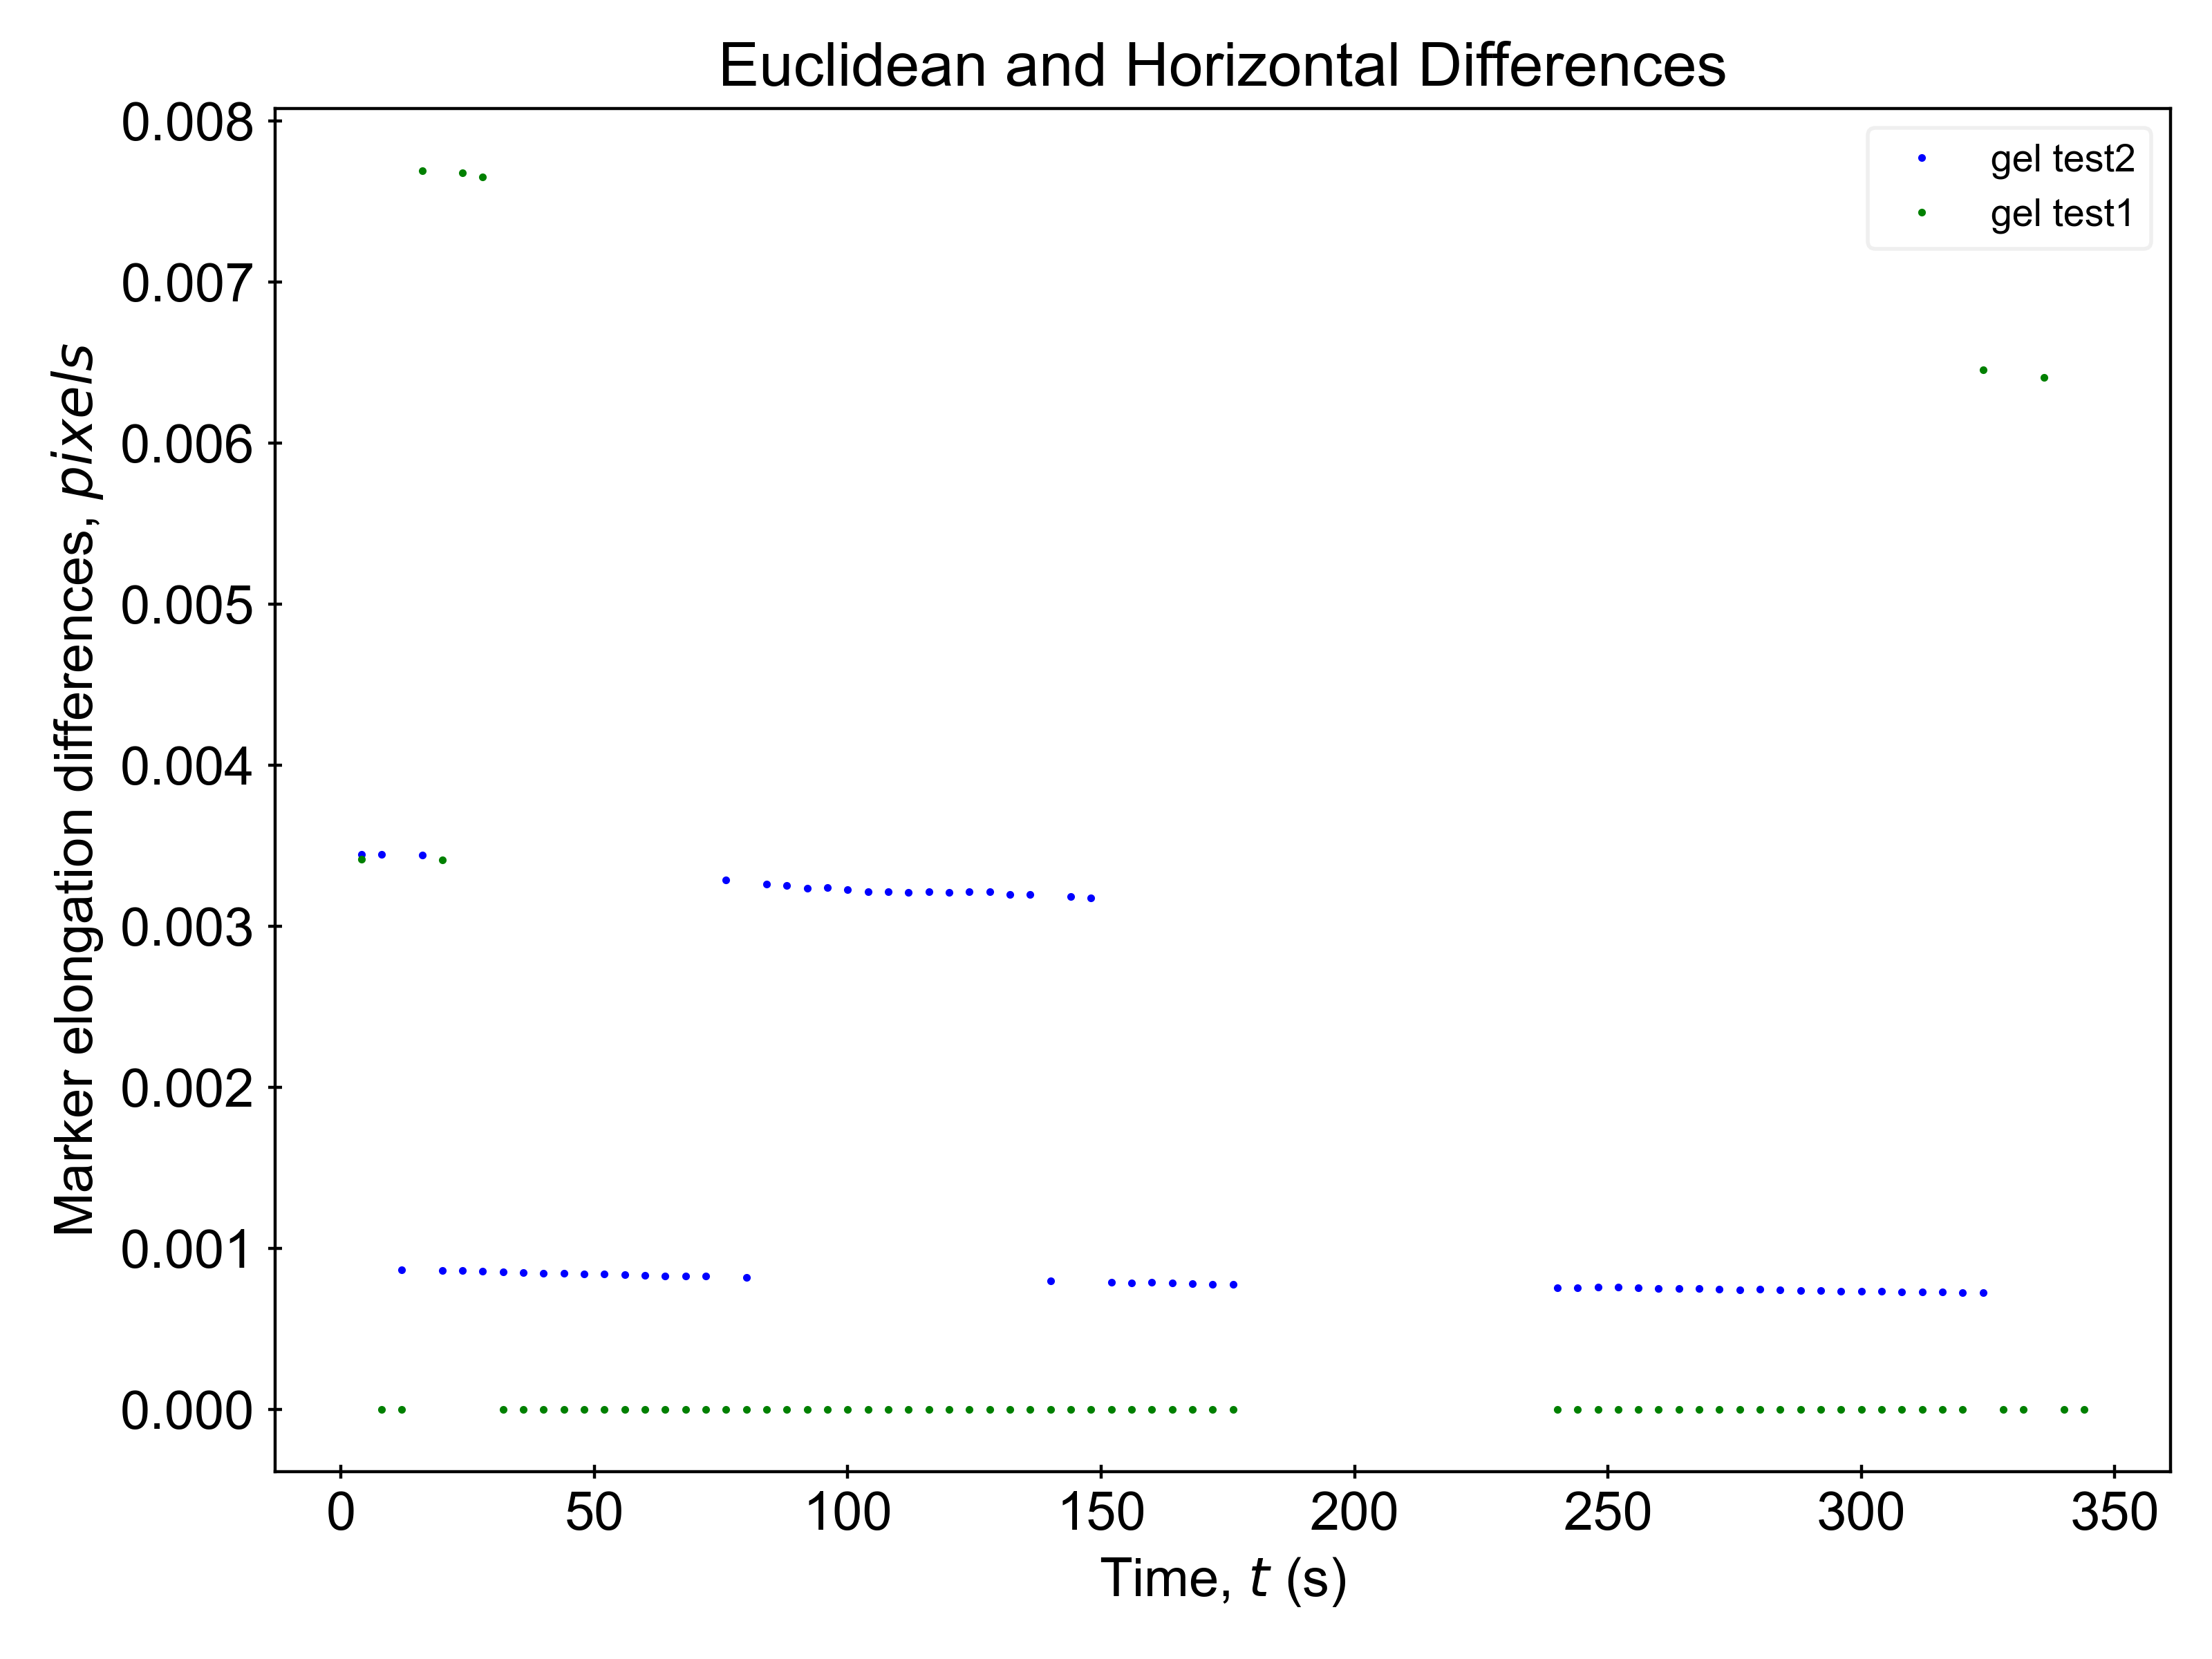 Euclidean and Horizontal Differences
gel test2
gel test1
Marker elongation differences, pixels
0.008
0.007
0.006
0.005
0.004
0.003
0.002
0.001
0.000
0 50 100 150 200 250 300 350
Time, t (s)